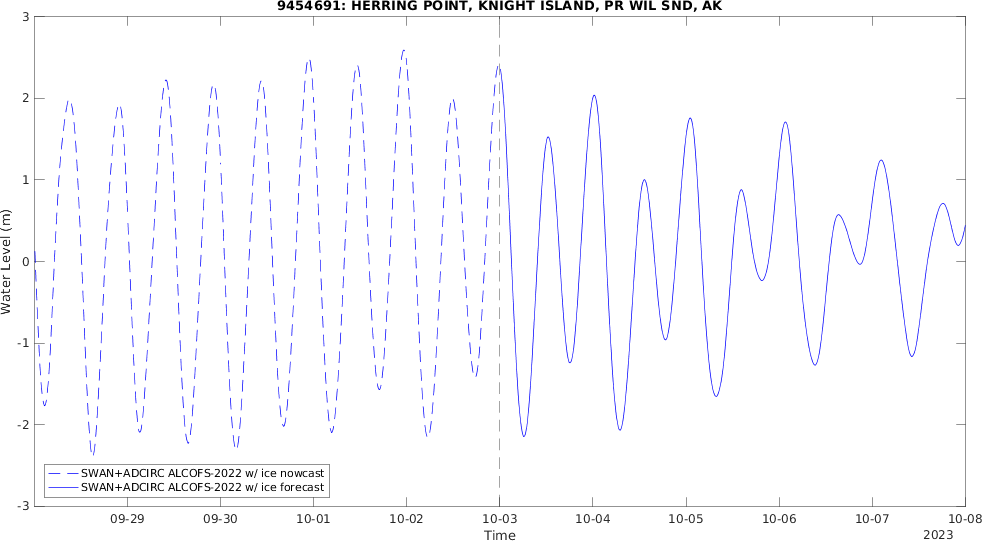 9454691: HERRING POINT, KNIGHT ISLAND, PR WIL SND, AK
3
2
1
0
-1
-2
-3
Water Level (m)
SWAN+ADCIRC ALCOFS-2022 w/ ice nowcast
SWAN+ADCIRC ALCOFS-2022 w/ ice forecast
09-29 09-30 10-01 10-02 10-03 10-04 10-05 10-06 10-07 10-08
Time
2023